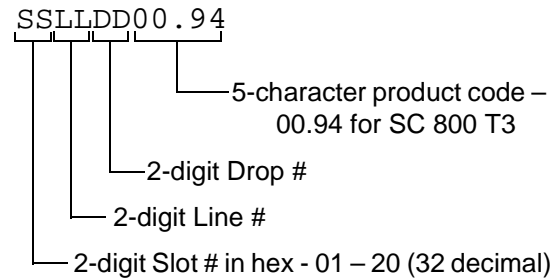 SSLLDD00.94
5-character product code –
00.94 for SC 800 T3
2-digit Drop #
2-digit Line #
2-digit Slot # in hex - 01 – 20 (32 decimal)